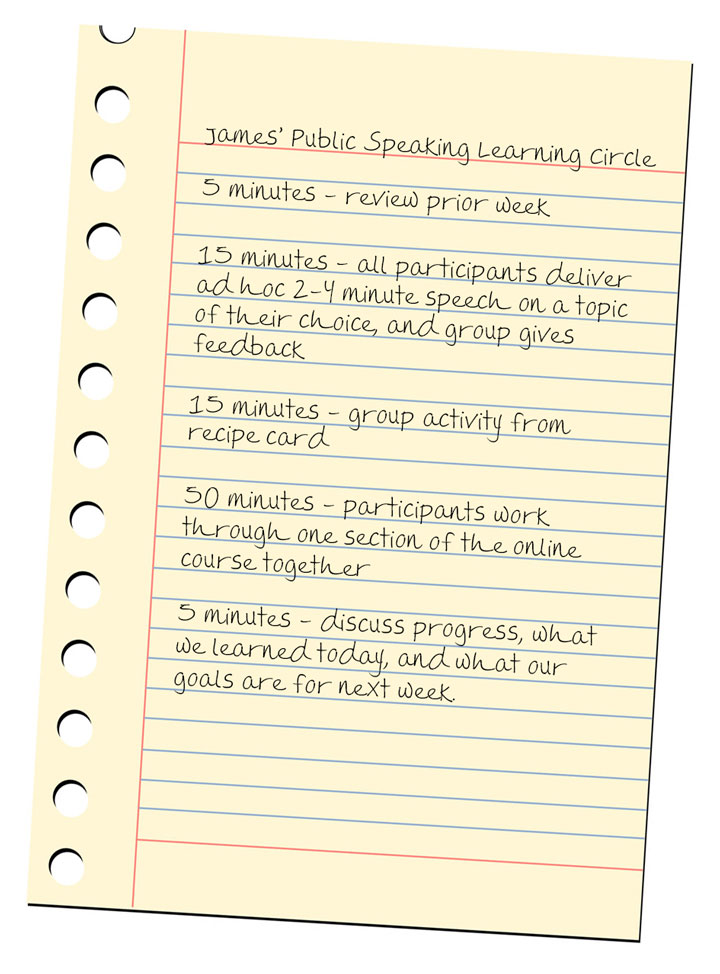 James' Public Speaking Learning Circle
5 minutes - review prior week
15 minutes - all participants deliver
ad hoc 2-4 minute speech on a topic
of their choice, and group gives
feedback
15 minutes - group activity from
recipe card
50 minutes - participants work
through one section of the online
course together
5 minutes - discuss progress, what
we learned today, and what our
goals are for next week.